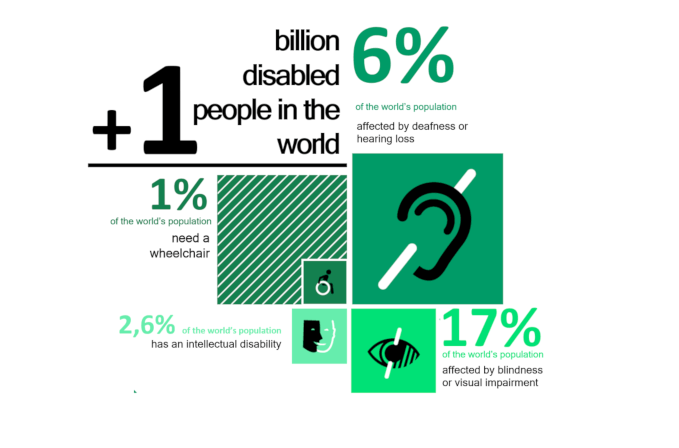 +1 billion
disabled
people in the
world
6%
of the world's population
affected by deafness or
hearing loss
1%
of the world's population
need a
wheelchair
2,6% of the world's population
has an intellectual disability
17%
of the world's population
affected by blindness
or visual impairment